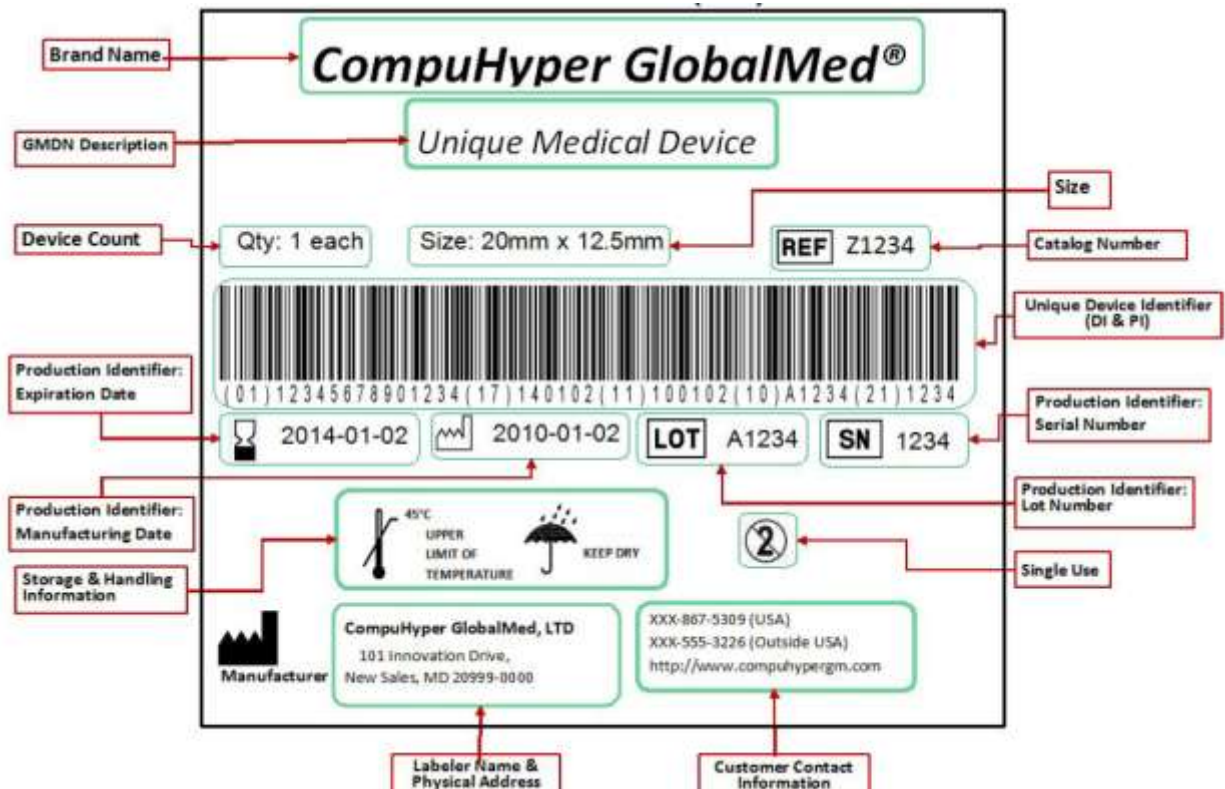 Brand Name
CompuHyper GlobalMed®
GMDN Description
Unique Medical Device
Size
Device Count
Qty: 1 each
Size: 20mm x 12.5mm
REF Z1234
Catalog Number
Unique Device Identifier
(DI & PI)
(01)12345678901234(17)140102(11)100102(10)A1234(21)1234
Production Identifier:
Expiration Date
2014-01-02
2010-01-02
LOT A1234
SN 1234
Production Identifier:
Serial Number
Production Identifier:
Manufacturing Date
Production Identifier:
Lot Number
45°C
UPPER
LIMIT OF
TEMPERATURE
KEEP DRY
2
Single Use
Storage & Handling
Information
Manufacturer
CompuHyper GlobalMed, LTD
101 Innovation Drive,
New Sales, MD 20999-0000
XXX-867-5309 (USA)
XXX-555-3226 (Outside USA)
http://www.compuhypergm.com
Labeler Name &
Physical Address
Customer Contact
Information